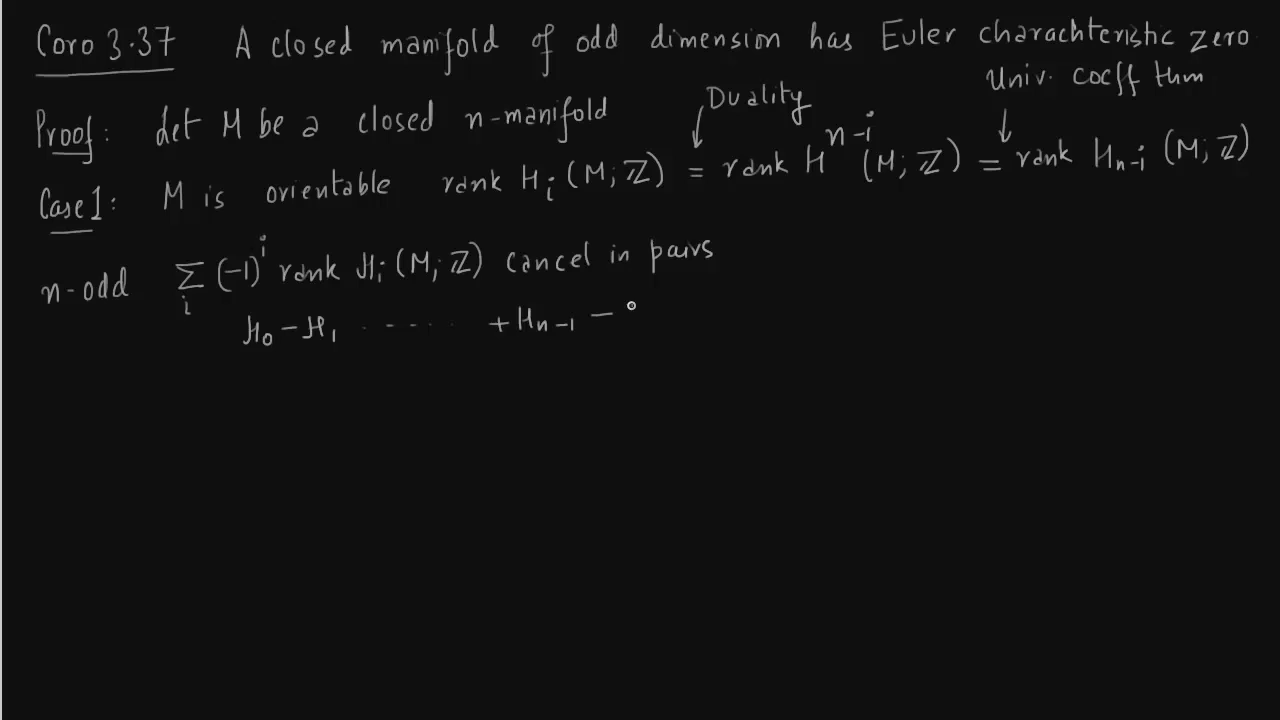 Coro 3.37 A closed manifold of odd dimension has Euler charachteristic zero
Duality Univ. coeff thm
Proof: Let M be a closed n-manifold
Case 1: M is orientable rank H_i (M; ℤ) = rank H^{n-i} (M; ℤ) = rank H_{n-i} (M; ℤ)
n-odd Σ_i (-1)^i rank H_i (M; ℤ) cancel in pairs
H_0 - H_1 ...... + H_{n-1} -